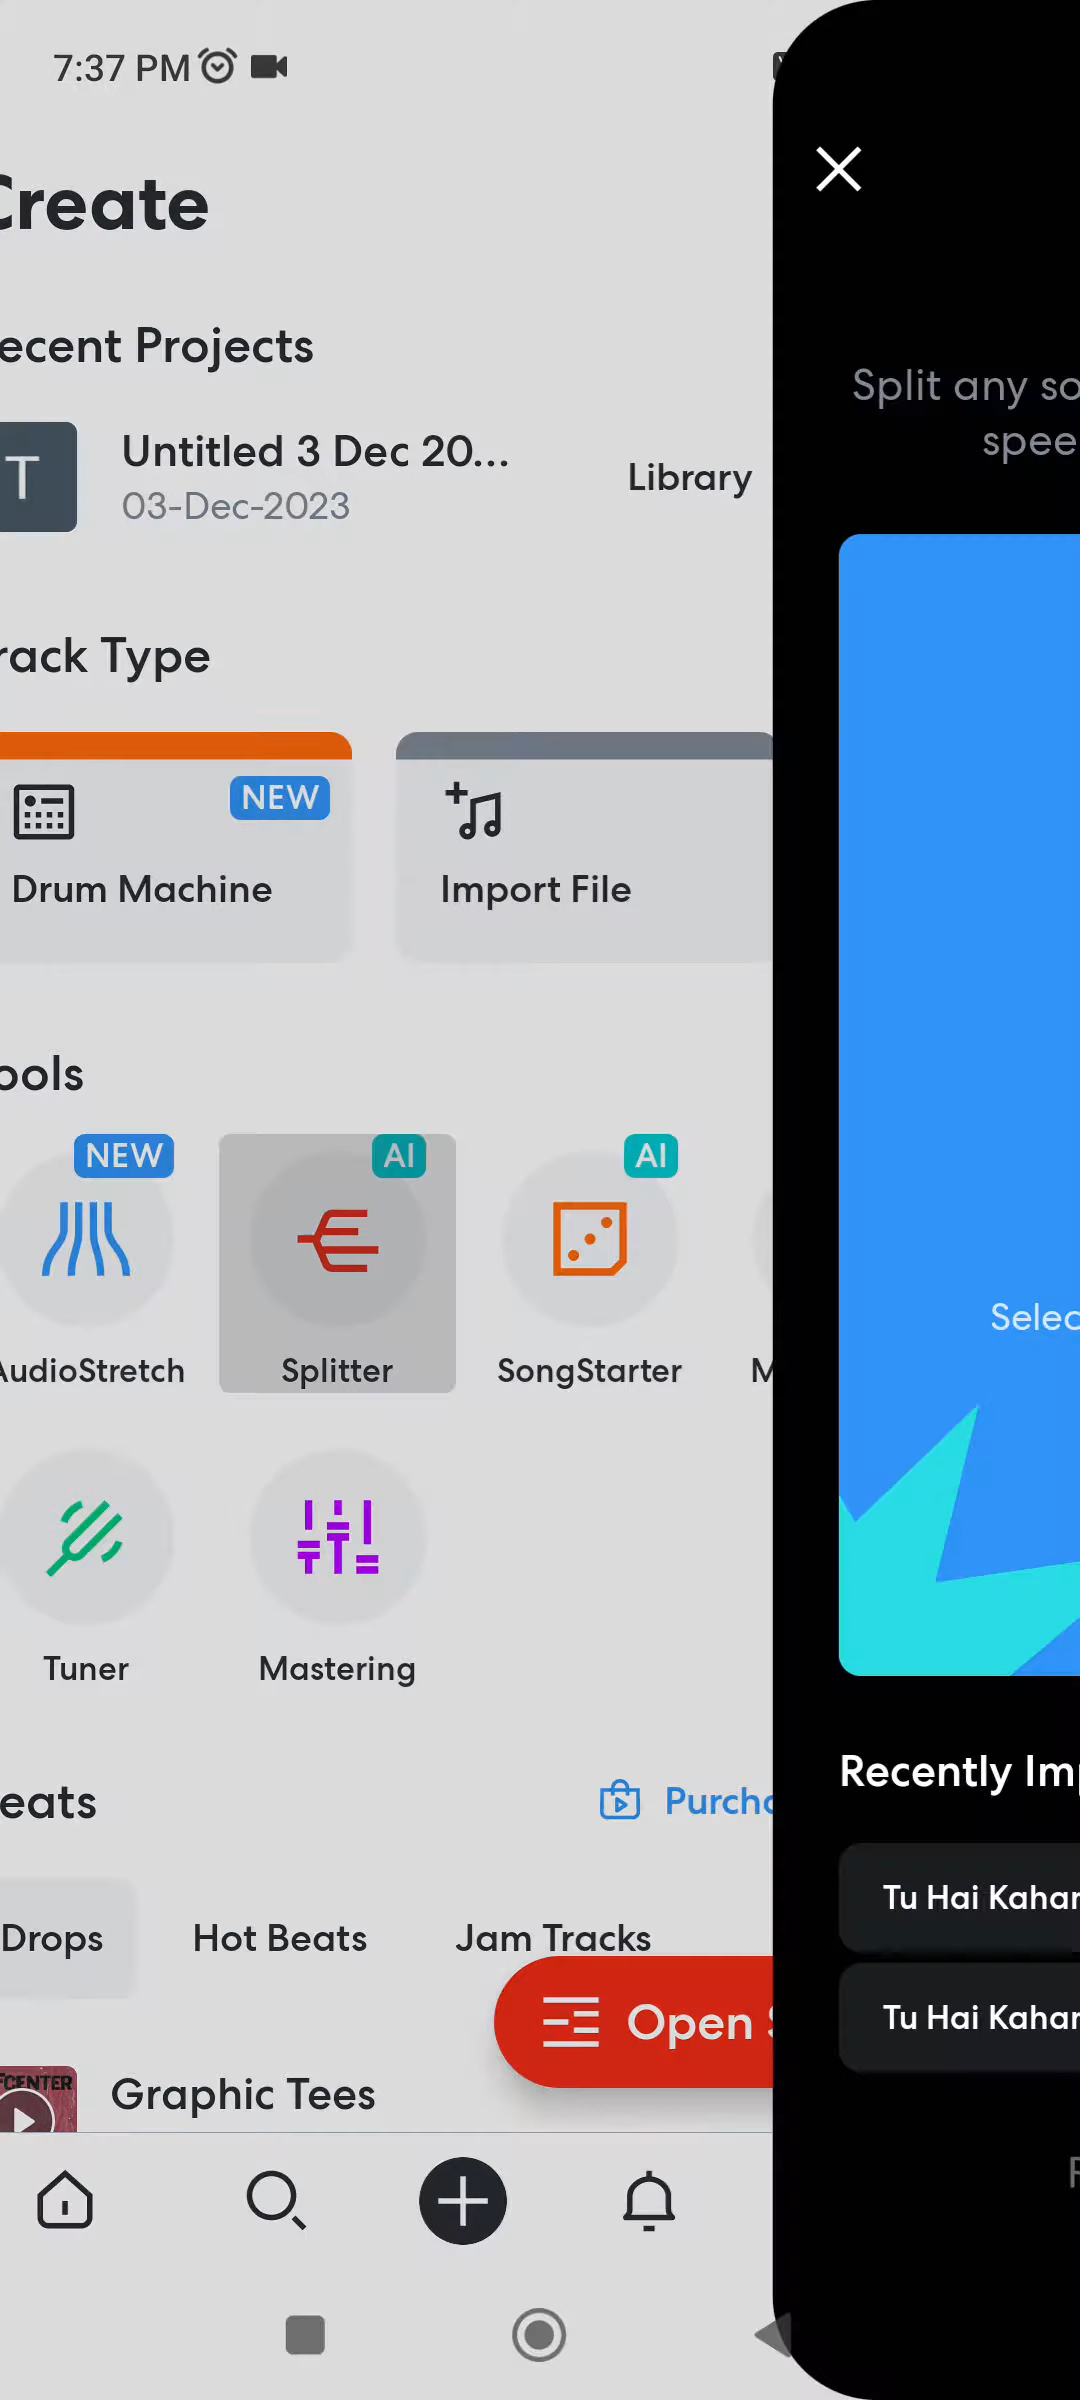 7:37 PM
Create
ecent Projects
T
Untitled 3 Dec 20...
03-Dec-2023
Library
rack Type
NEW
Drum Machine
Import File
ools
NEW
AI
AI
AudioStretch
Splitter
SongStarter
M
Tuner
Mastering
eats
Purcha
Drops
Hot Beats
Jam Tracks
Open S
FCENTER
Graphic Tees
Split any so
spee
Selec
Recently Imp
Tu Hai Kahan
Tu Hai Kahan